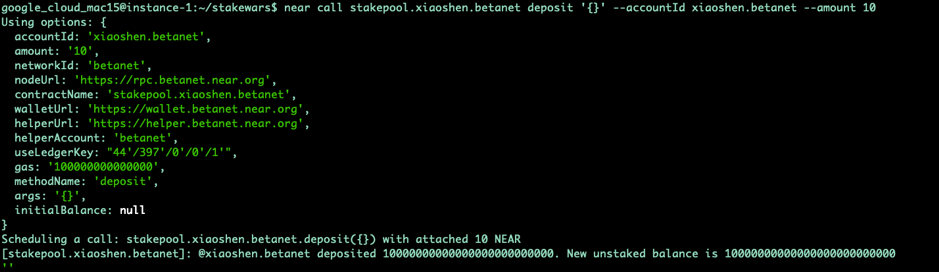 google_cloud_mac15@instance-1:~/stakewars$ near call stakepool.xiaoshen.betanet deposit '{}' --accountId xiaoshen.betanet --amount 10
Using options: {
  accountId: 'xiaoshen.betanet',
  amount: '10',
  networkId: 'betanet',
  nodeUrl: 'https://rpc.betanet.near.org',
  contractName: 'stakepool.xiaoshen.betanet',
  walletUrl: 'https://wallet.betanet.near.org',
  helperUrl: 'https://helper.betanet.near.org',
  helperAccount: 'betanet',
  useLedgerKey: "44'/397'/0'/0'/1'",
  gas: '100000000000000',
  methodName: 'deposit',
  args: '{}',
  initialBalance: null
}
Scheduling a call: stakepool.xiaoshen.betanet.deposit({}) with attached 10 NEAR
[stakepool.xiaoshen.betanet]: @xiaoshen.betanet deposited 10000000000000000000000000. New unstaked balance is 10000000000000000000000000
''